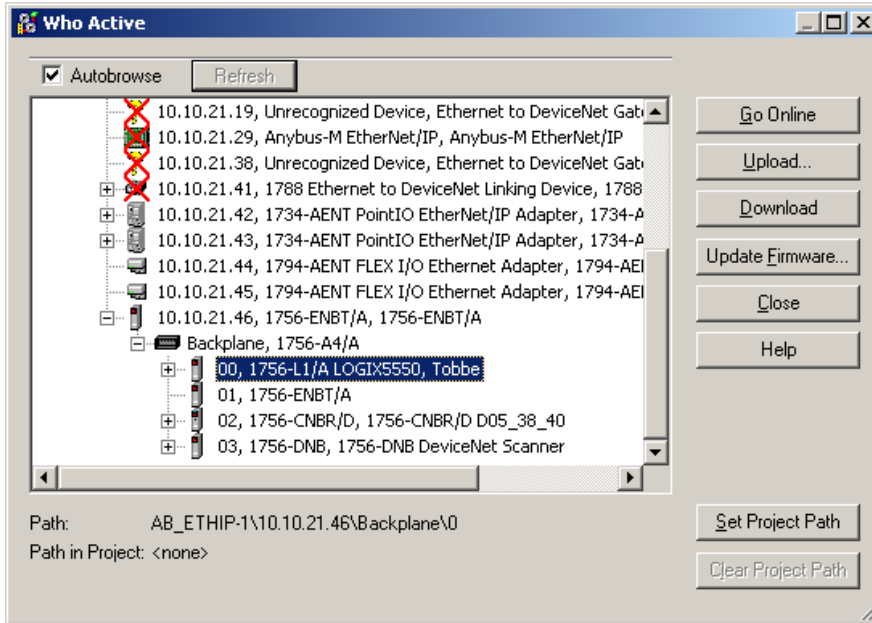 Who Active
Autobrowse Refresh
10.10.21.19, Unrecognized Device, Ethernet to DeviceNet Gat
10.10.21.29, Anybus-M EtherNet/IP, Anybus-M EtherNet/IP
10.10.21.38, Unrecognized Device, Ethernet to DeviceNet Gat
10.10.21.41, 1788 Ethernet to DeviceNet Linking Device, 1788
10.10.21.42, 1734-AENT PointIO EtherNet/IP Adapter, 1734-A
10.10.21.43, 1734-AENT PointIO EtherNet/IP Adapter, 1734-A
10.10.21.44, 1794-AENT FLEX I/O Ethernet Adapter, 1794-AE
10.10.21.45, 1794-AENT FLEX I/O Ethernet Adapter, 1794-AE
10.10.21.46, 1756-ENBT/A, 1756-ENBT/A
Backplane, 1756-A4/A
00, 1756-L1/A LOGIX5550, Tobbe
01, 1756-ENBT/A
02, 1756-CNBR/D, 1756-CNBR/D D05_38_40
03, 1756-DNB, 1756-DNB DeviceNet Scanner
Go Online
Upload...
Download
Update Firmware...
Close
Help
Path: AB_ETHIP-1\10.10.21.46\Backplane\0
Path in Project: <none>
Set Project Path
Clear Project Path